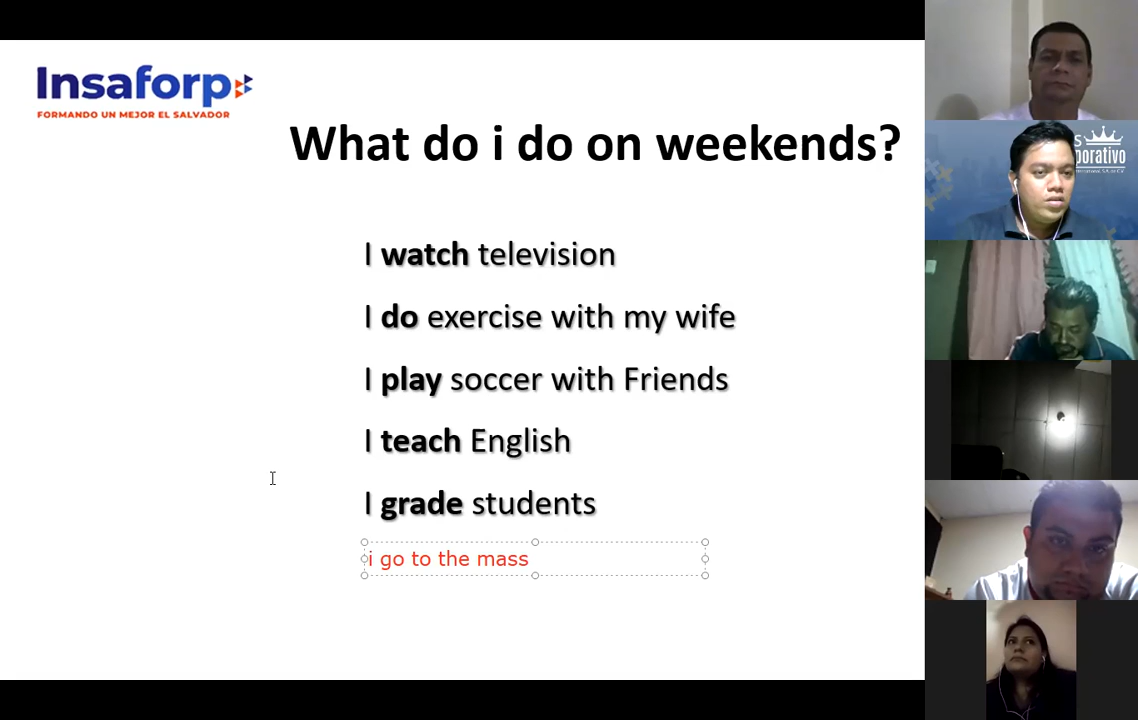 Insaforp
FORMANDO UN MEJOR EL SALVADOR
What do i do on weekends?
I watch television
I do exercise with my wife
I play soccer with Friends
I teach English
I grade students
i go to the mass
S
porativo